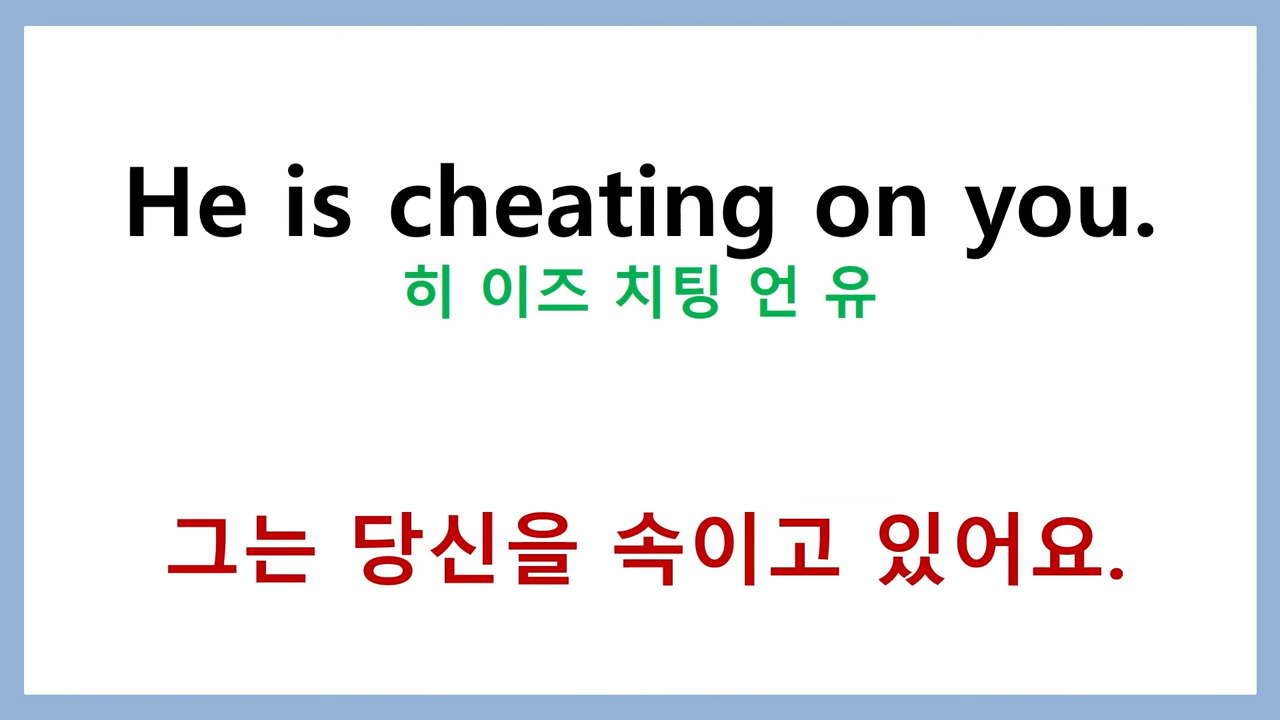 He is cheating on you.
히 이즈 치팅 언 유
그는 당신을 속이고 있어요.